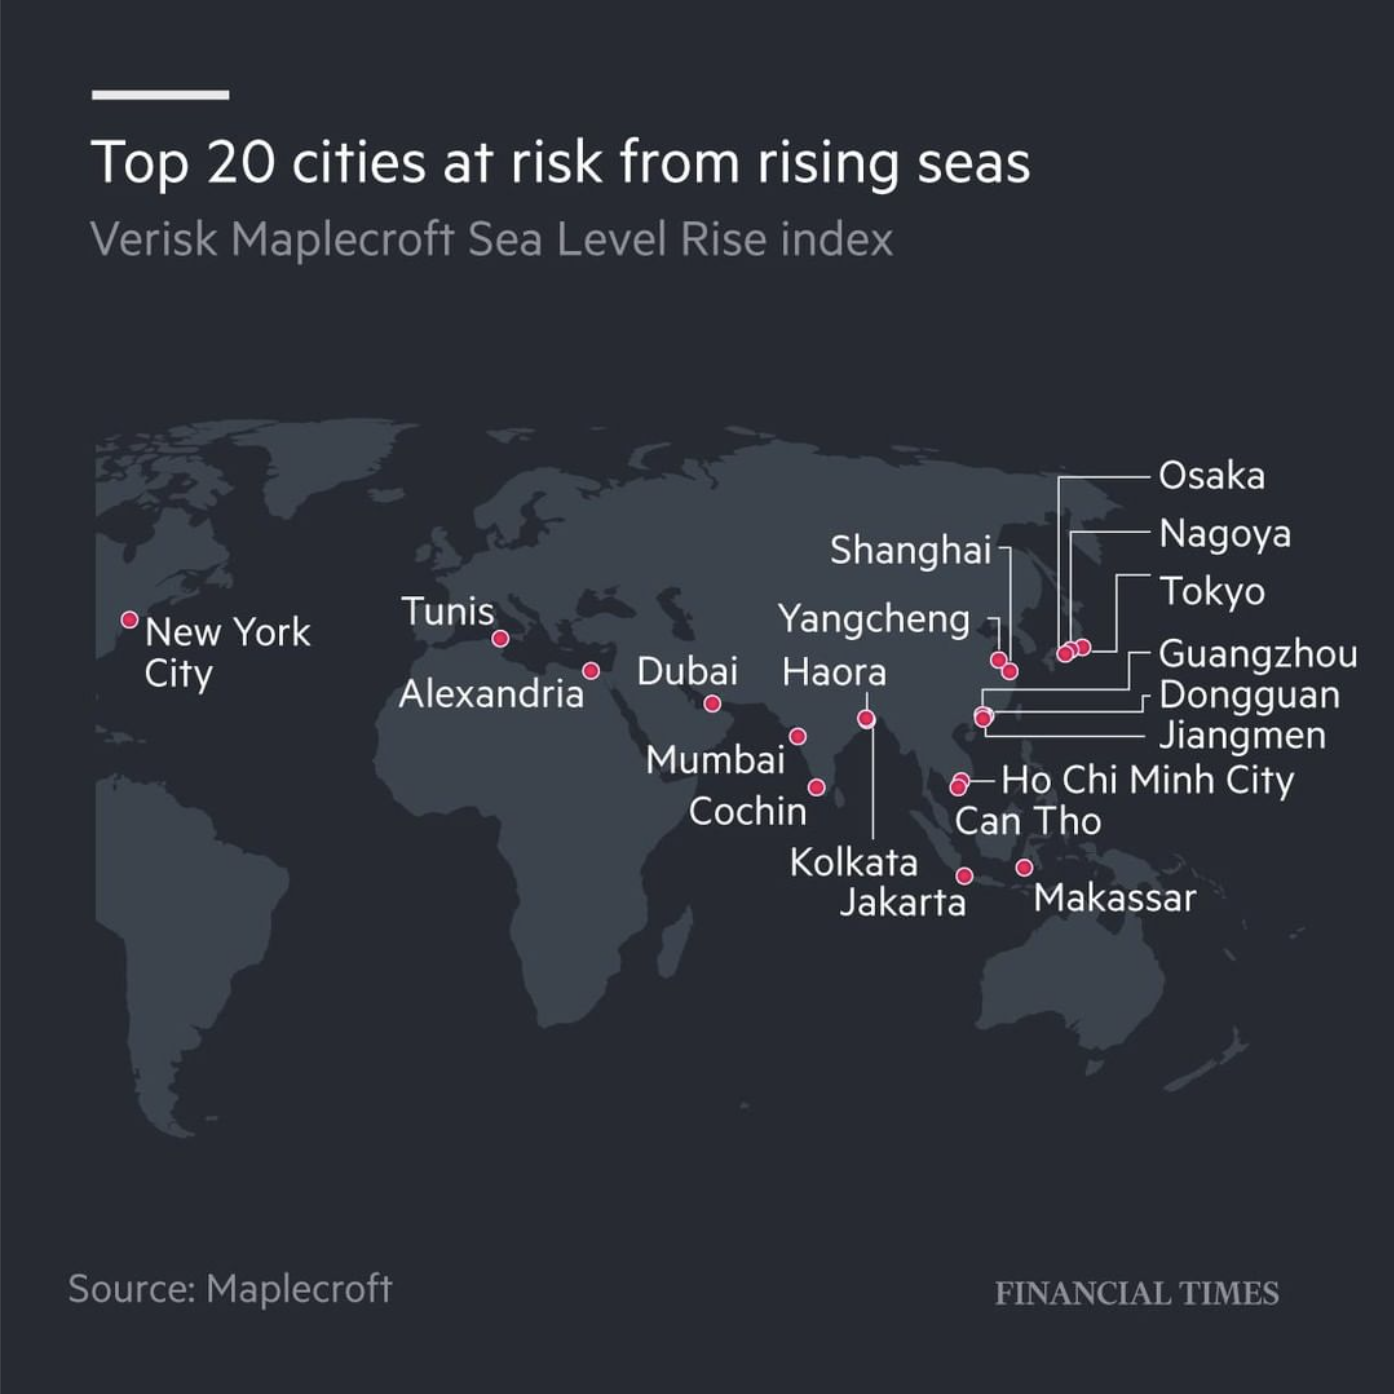 Top 20 cities at risk from rising seas
Verisk Maplecroft Sea Level Rise index
Osaka
Nagoya
Shanghai
Tokyo
Tunis
Yangcheng
New York
City
Guangzhou
Dubai
Haora
Alexandria
Dongguan
Jiangmen
Mumbai
Ho Chi Minh City
Cochin
Can Tho
Kolkata
Jakarta
Makassar
Source: Maplecroft
FINANCIAL TIMES